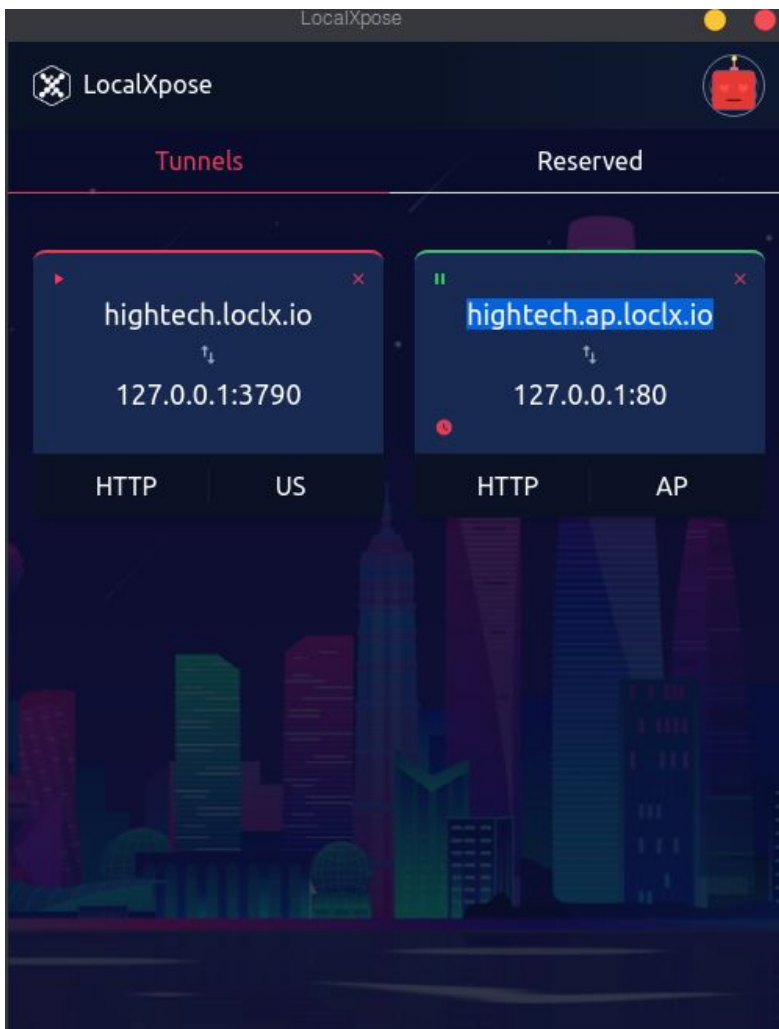 LocalXpose
LocalXpose
Tunnels Reserved
hightech.loclx.io
127.0.0.1:3790
HTTP US
hightech.ap.loclx.io
127.0.0.1:80
HTTP AP